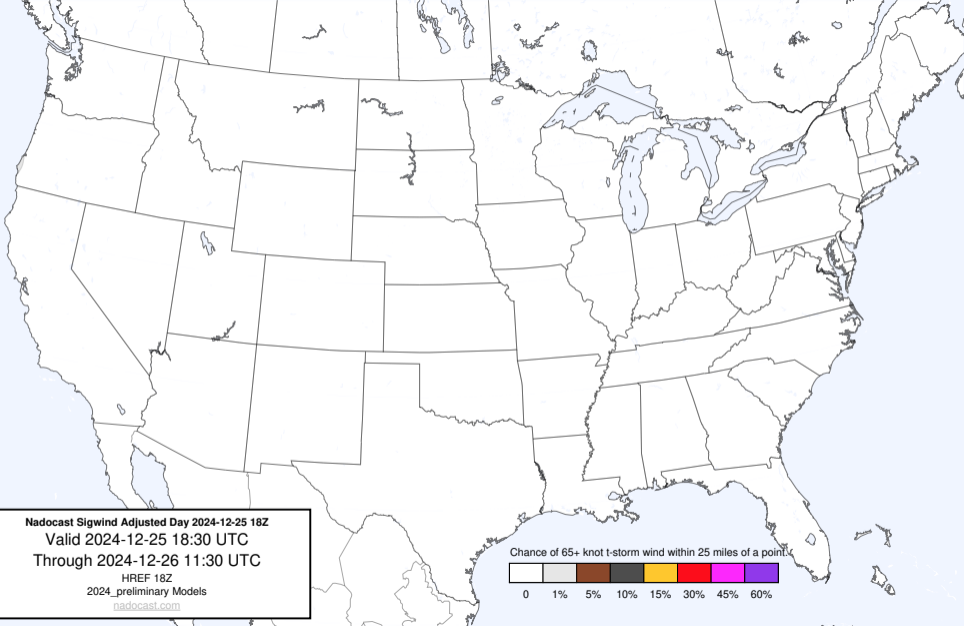 Nadocast Sigwind Adjusted Day 2024-12-25 18Z
Valid 2024-12-25 18:30 UTC
Through 2024-12-26 11:30 UTC
HREF 18Z
2024_preliminary Models
nadocast.com
Chance of 65+ knot t-storm wind within 25 miles of a point.
0 1% 5% 10% 15% 30% 45% 60%